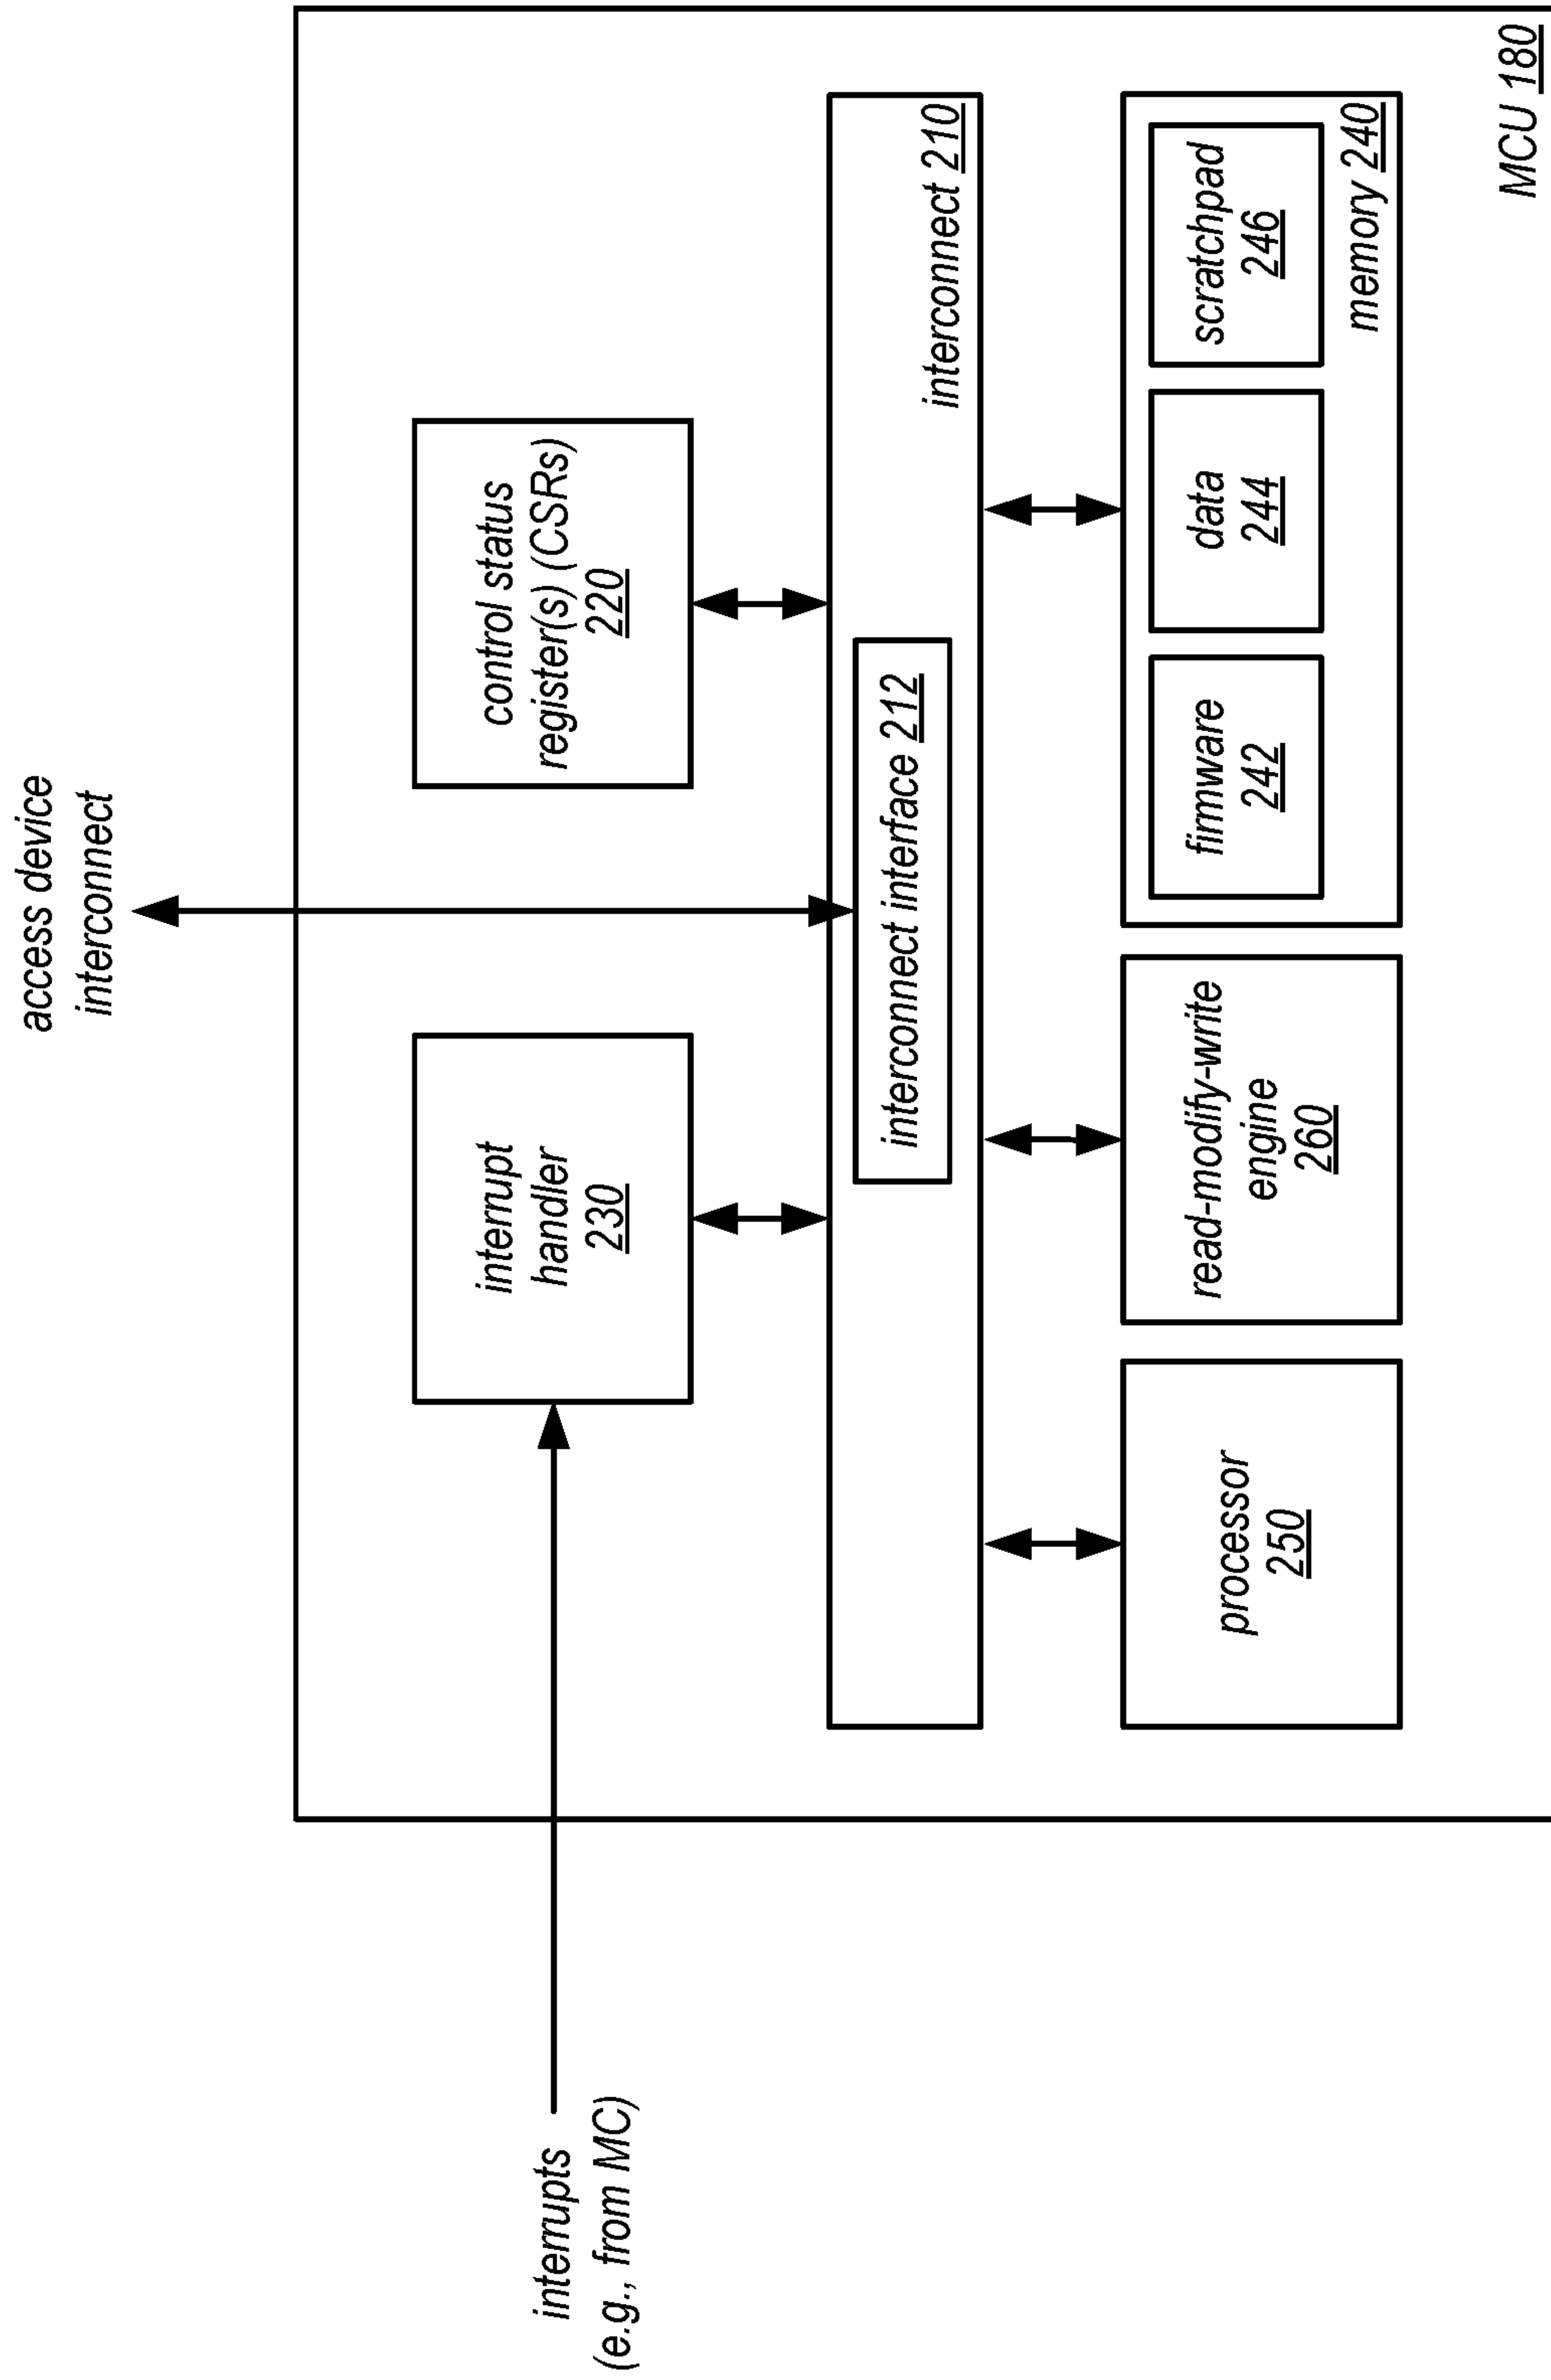 access device
interconnect
interrupts
(e.g., from MC)
interrupt
handler
230
control status
register(s) (CSRs)
220
interconnect interface 212
interconnect 210
processor
250
read-modify-write
engine
260
firmware
242
data
244
scratchpad
246
memory 240
MCU 180